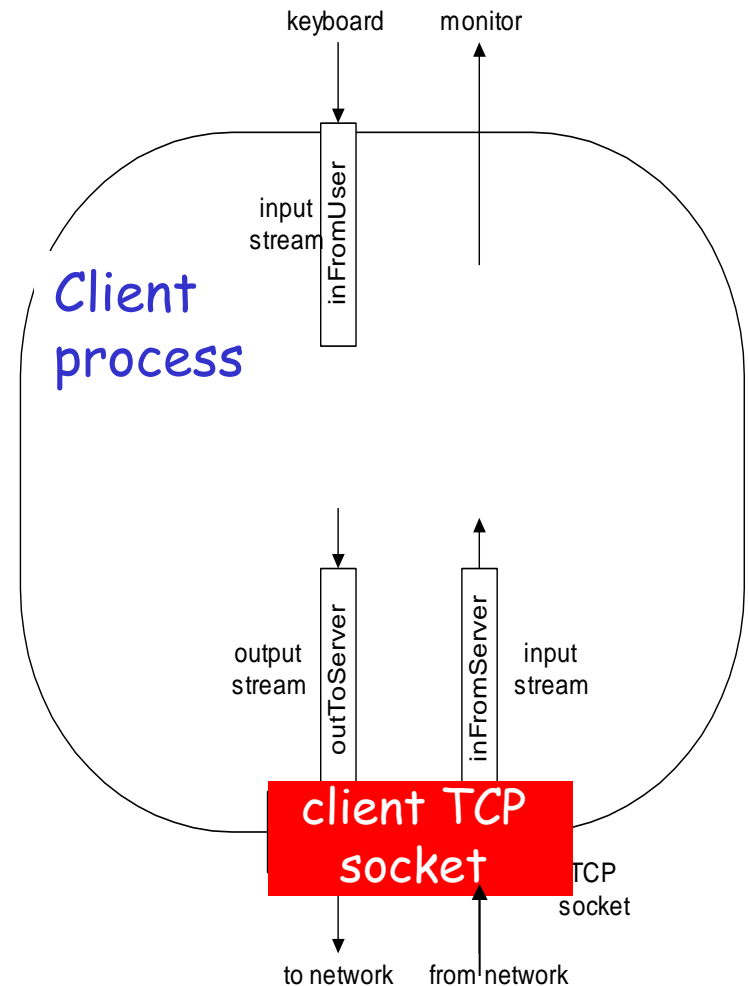 keyboard
monitor
input
stream
inFromUser
Client
process
output
stream
outToServer
inFromServer
input
stream
client TCP
socket
TCP
socket
to network
from network